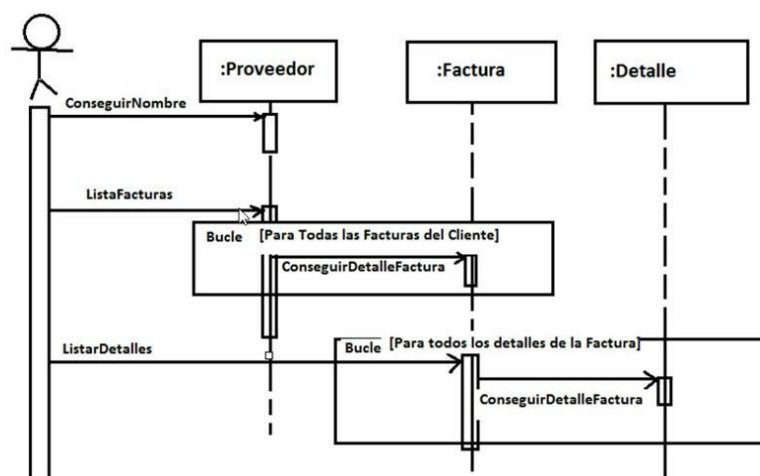 :Proveedor
:Factura
:Detalle
ConseguirNombre
ListaFacturas
Bucle [Para Todas las Facturas del Cliente]
ConseguirDetalleFactura
ListarDetalles
Bucle [Para todos los detalles de la Factura]
ConseguirDetalleFactura